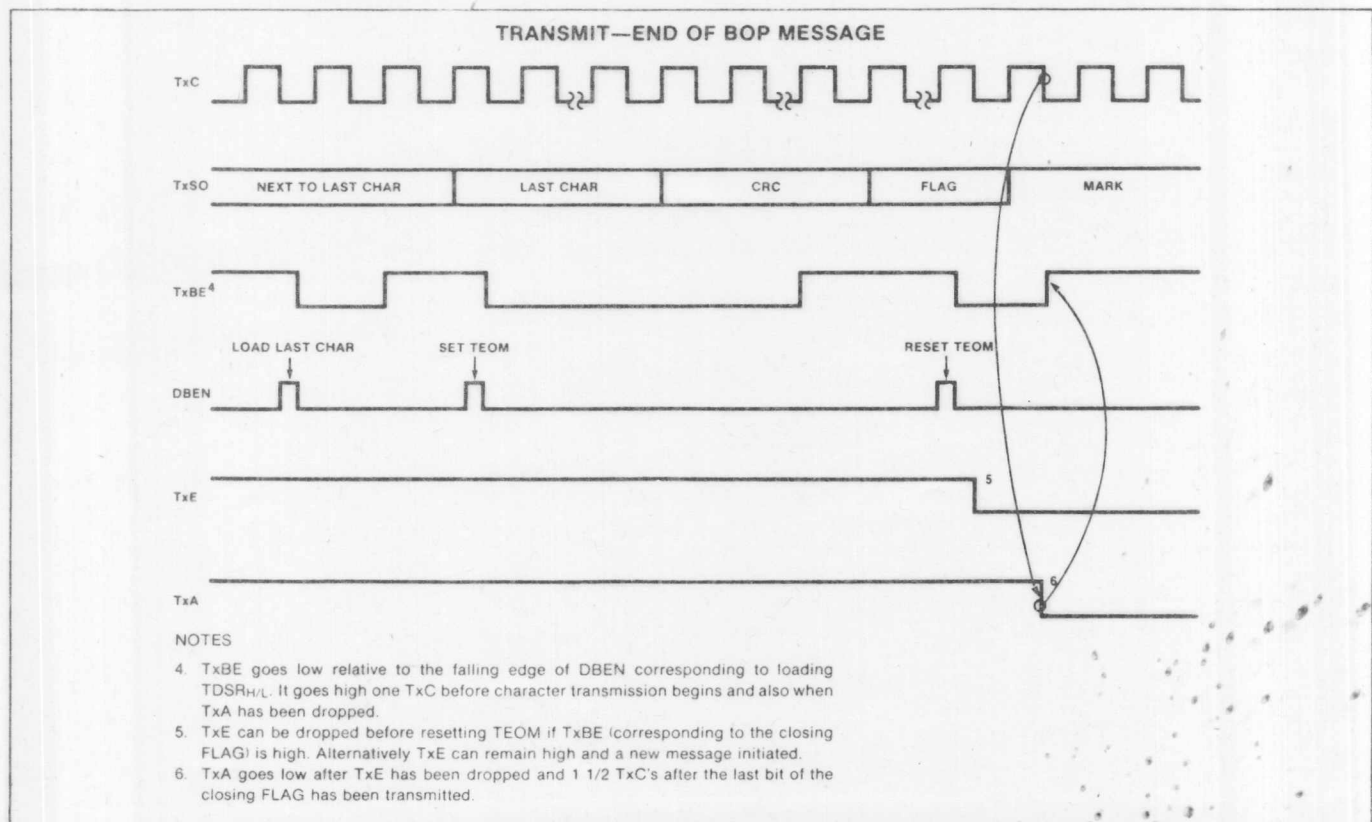 TRANSMIT—END OF BOP MESSAGE
TxC
TxSO
NEXT TO LAST CHAR
LAST CHAR
CRC
FLAG
MARK
TxBE4
LOAD LAST CHAR
SET TEOM
RESET TEOM
DBEN
TxE
5
TxA
6
NOTES
4. TxBE goes low relative to the falling edge of DBEN corresponding to loading
TDSRH/L. It goes high one TxC before character transmission begins and also when
TxA has been dropped.
5. TxE can be dropped before resetting TEOM if TxBE (corresponding to the closing
FLAG) is high. Alternatively TxE can remain high and a new message initiated.
6. TxA goes low after TxE has been dropped and 1 1/2 TxC's after the last bit of the
closing FLAG has been transmitted.